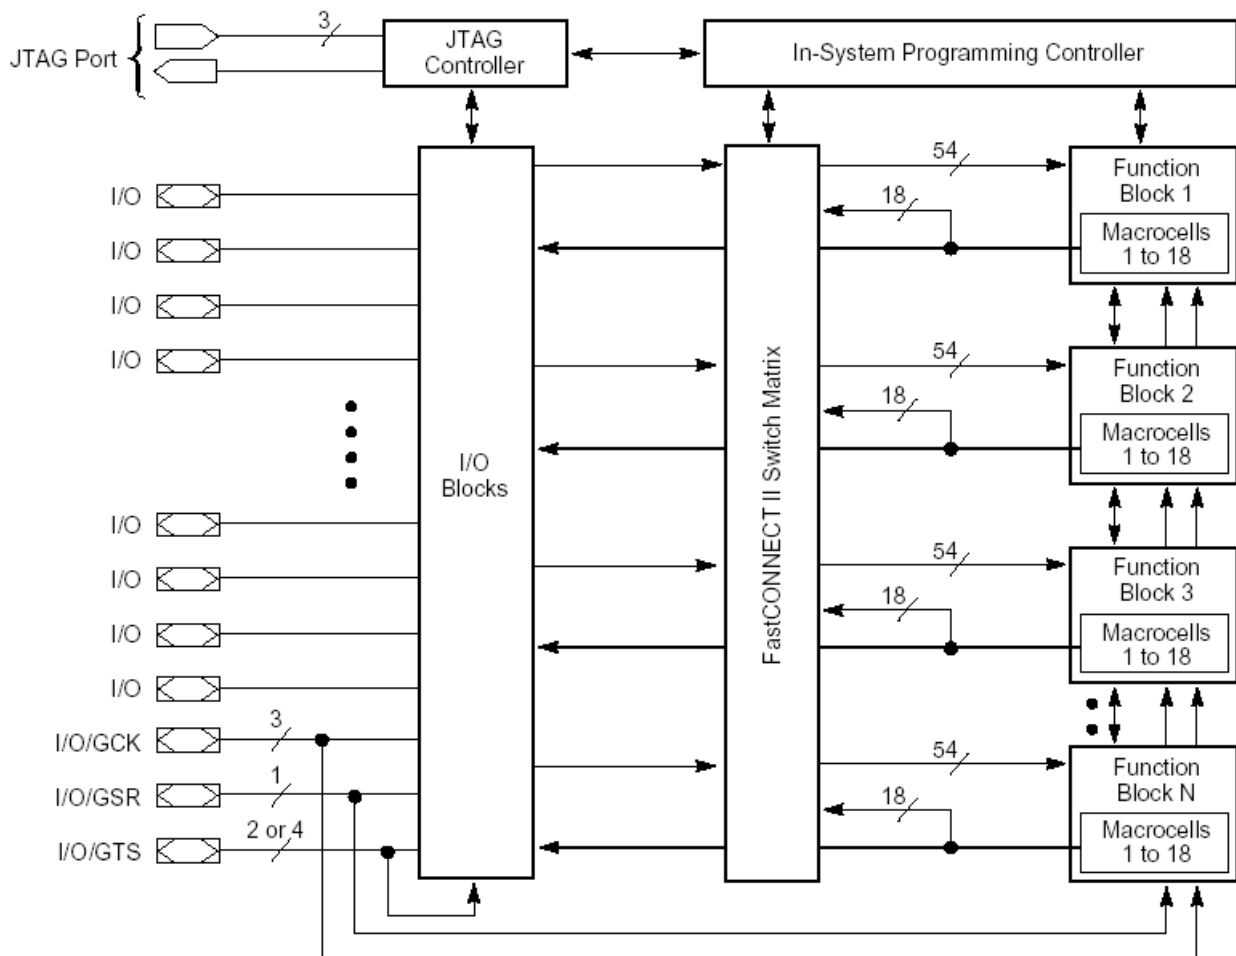 3
JTAG Port
JTAG
Controller
In-System Programming Controller
54
Function
Block 1
18
I/O
I/O
Macrocells
1 to 18
I/O
I/O
54
Function
Block 2
18
Macrocells
1 to 18
I/O
Blocks
FastCONNECT II Switch Matrix
I/O
54
Function
Block 3
I/O
18
I/O
Macrocells
1 to 18
I/O
I/O/GCK
3
54
Function
Block N
I/O/GSR
1
18
I/O/GTS
2 or 4
Macrocells
1 to 18